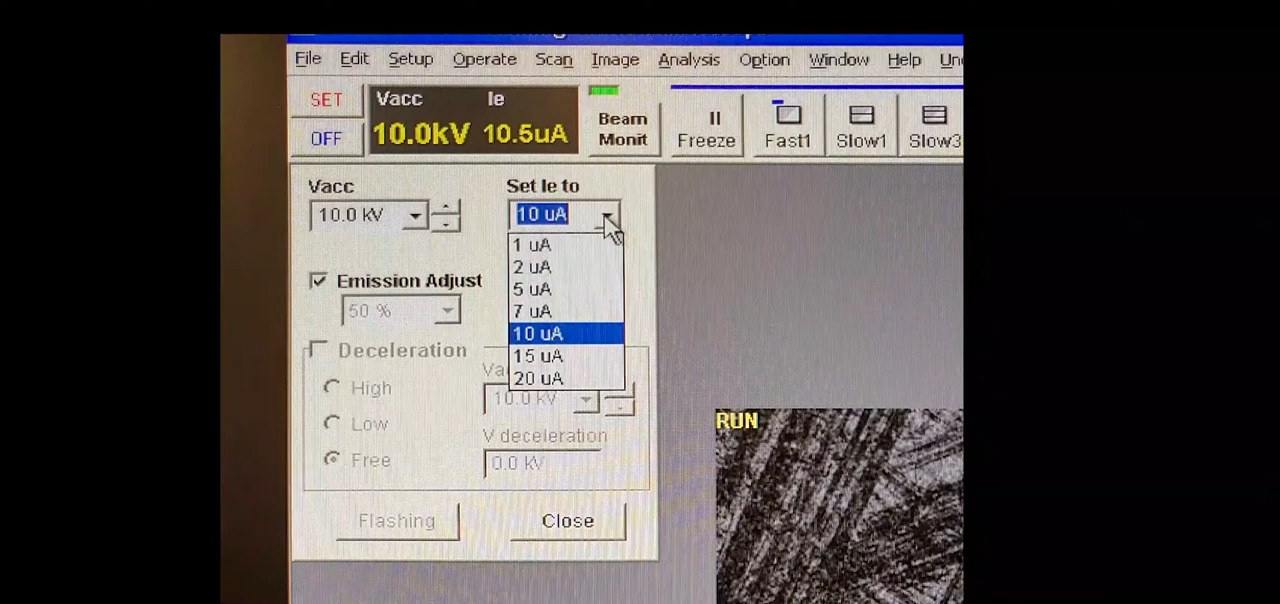 File Edit Setup Operate Scan Image Analysis Option Window Help
SET Vacc Ie
OFF 10.0kV 10.5uA
Beam
Monit
Freeze Fast1 Slow1 Slow3
Vacc Set Ie to
10.0 kV 10 uA
1 uA
2 uA
5 uA
7 uA
10 uA
15 uA
20 uA
Emission Adjust
50 %
Deceleration
High
Low
Free
10.0 kV
V deceleration
0.0 kV
Flashing Close
RUN